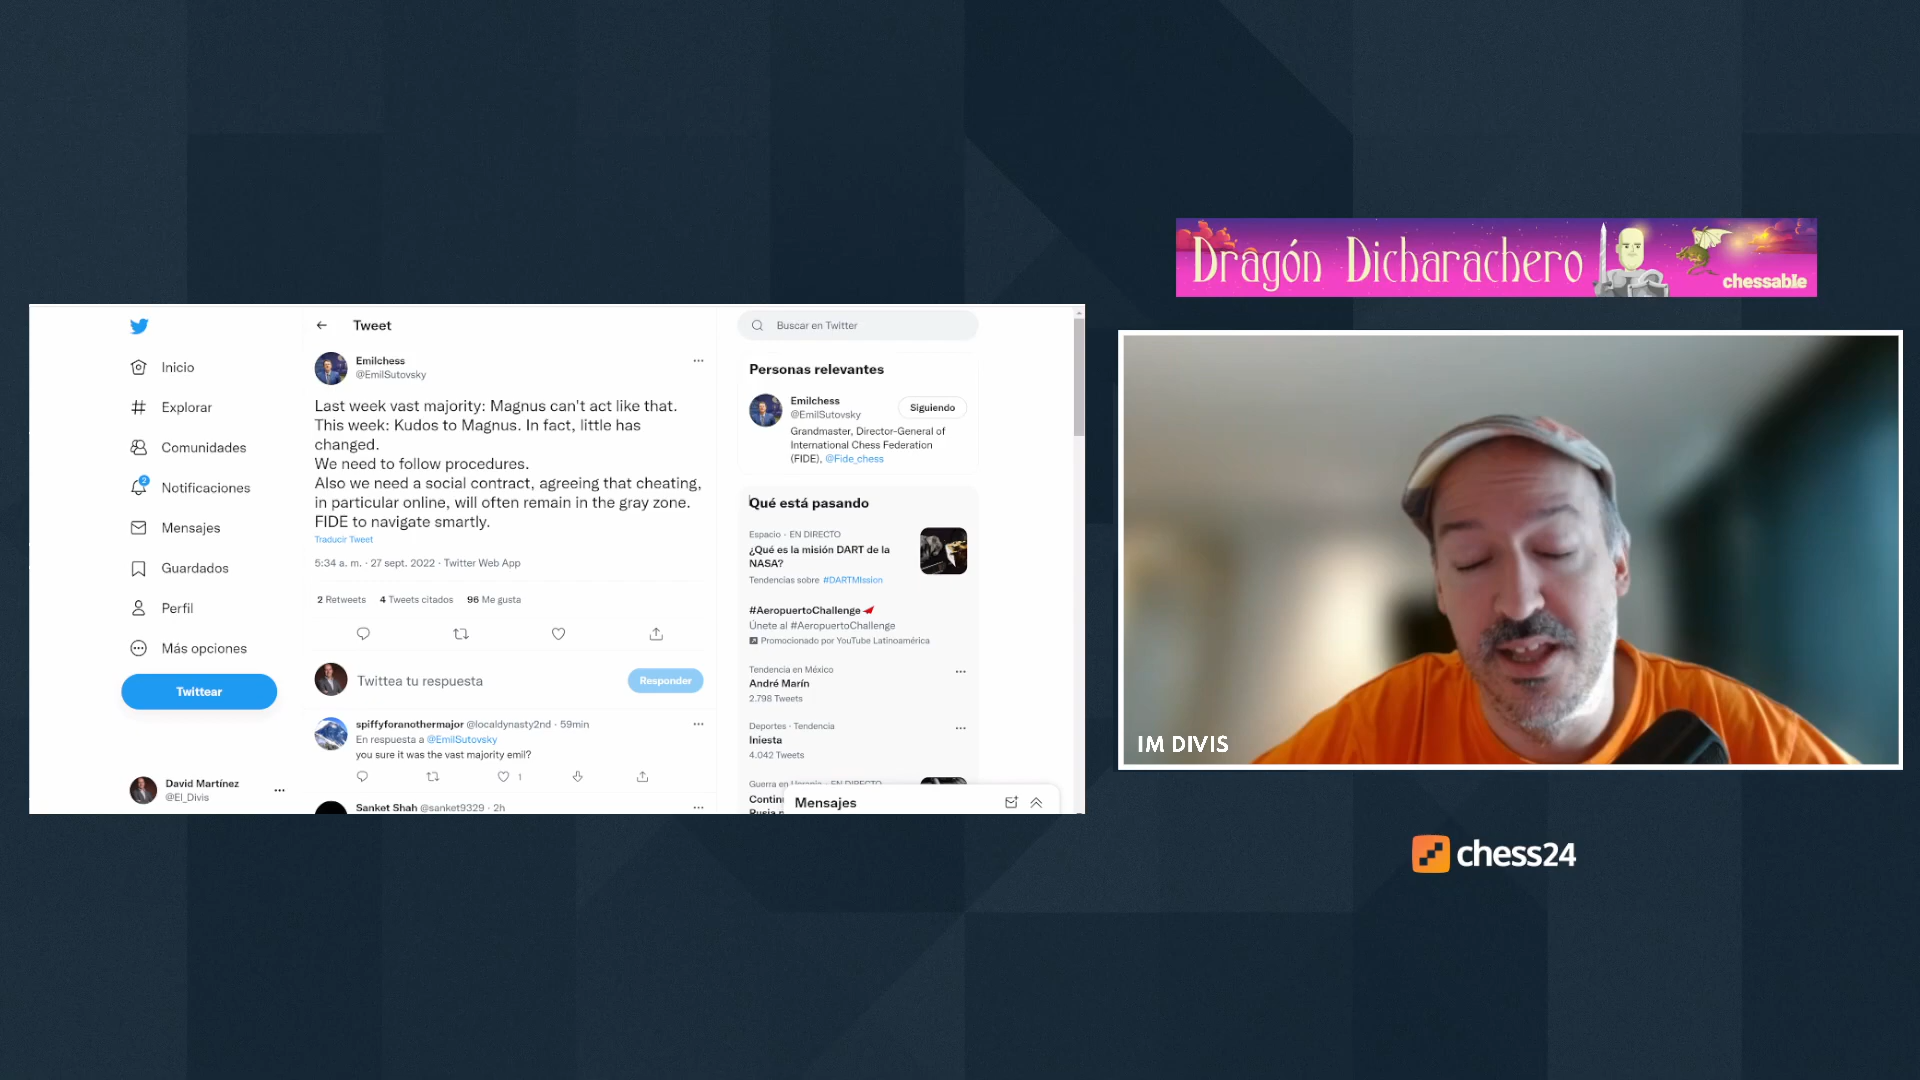 Inicio
Explorar
Comunidades
2
Notificaciones
Mensajes
Guardados
Perfil
Más opciones
Twittear
David Martínez
@El_Divis
Tweet
Emilchess
@EmilSutovsky
Last week vast majority: Magnus can't act like that.
This week: Kudos to Magnus. In fact, little has
changed.
We need to follow procedures.
Also we need a social contract, agreeing that cheating,
in particular online, will often remain in the gray zone.
FIDE to navigate smartly.
Traducir Tweet
5:34 a. m. · 27 sept. 2022 · Twitter Web App
2 Retweets 4 Tweets citados 96 Me gusta
Twittea tu respuesta
Responder
spiffyforanothermajor @localdynasty2nd · 59min
En respuesta a @EmilSutovsky
you sure it was the vast majority emil?
1
Sanket Shah @sanket9329 · 2h
Buscar en Twitter
Personas relevantes
Emilchess
@EmilSutovsky
Siguiendo
Grandmaster, Director-General of
International Chess Federation
(FIDE), @Fide_chess
Qué está pasando
Espacio · EN DIRECTO
¿Qué es la misión DART de la
NASA?
Tendencias sobre #DARTMIssion
#AeropuertoChallenge
Únete al #AeropuertoChallenge
Promocionado por YouTube Latinoamérica
Tendencia en México
André Marín
2.798 Tweets
Deportes · Tendencia
Iniesta
4.042 Tweets
Mensajes
Dragón Dicharachero
chessable
IM DIVIS
chess24